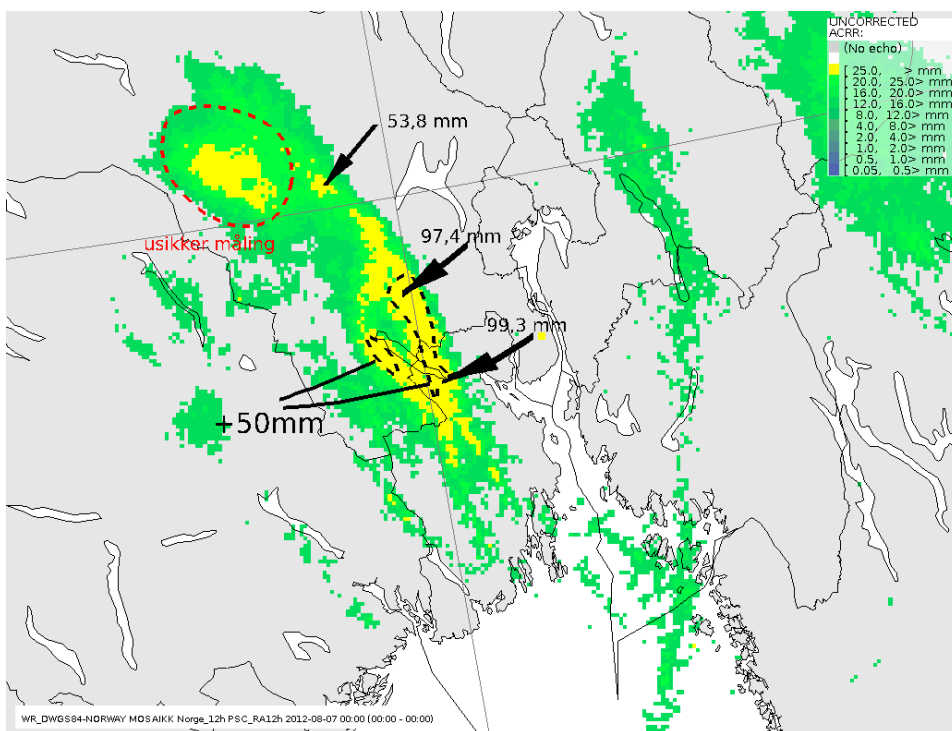 UNCORRECTED
ACRR:
(No echo)
[ 25.0, > mm
[ 20.0, 25.0> mm
[ 16.0, 20.0> mm
[ 12.0, 16.0> mm
[ 8.0, 12.0> mm
[ 4.0, 8.0> mm
[ 2.0, 4.0> mm
[ 1.0, 2.0> mm
[ 0.5, 1.0> mm
[ 0.05, 0.5> mm
53,8 mm
usikker måling
97,4 mm
99,3 mm
+50mm
WR_DWGS84-NORWAY MOSAIKK Norge_12h PSC_RA12h 2012-08-07 00:00 (00:00 - 00:00)